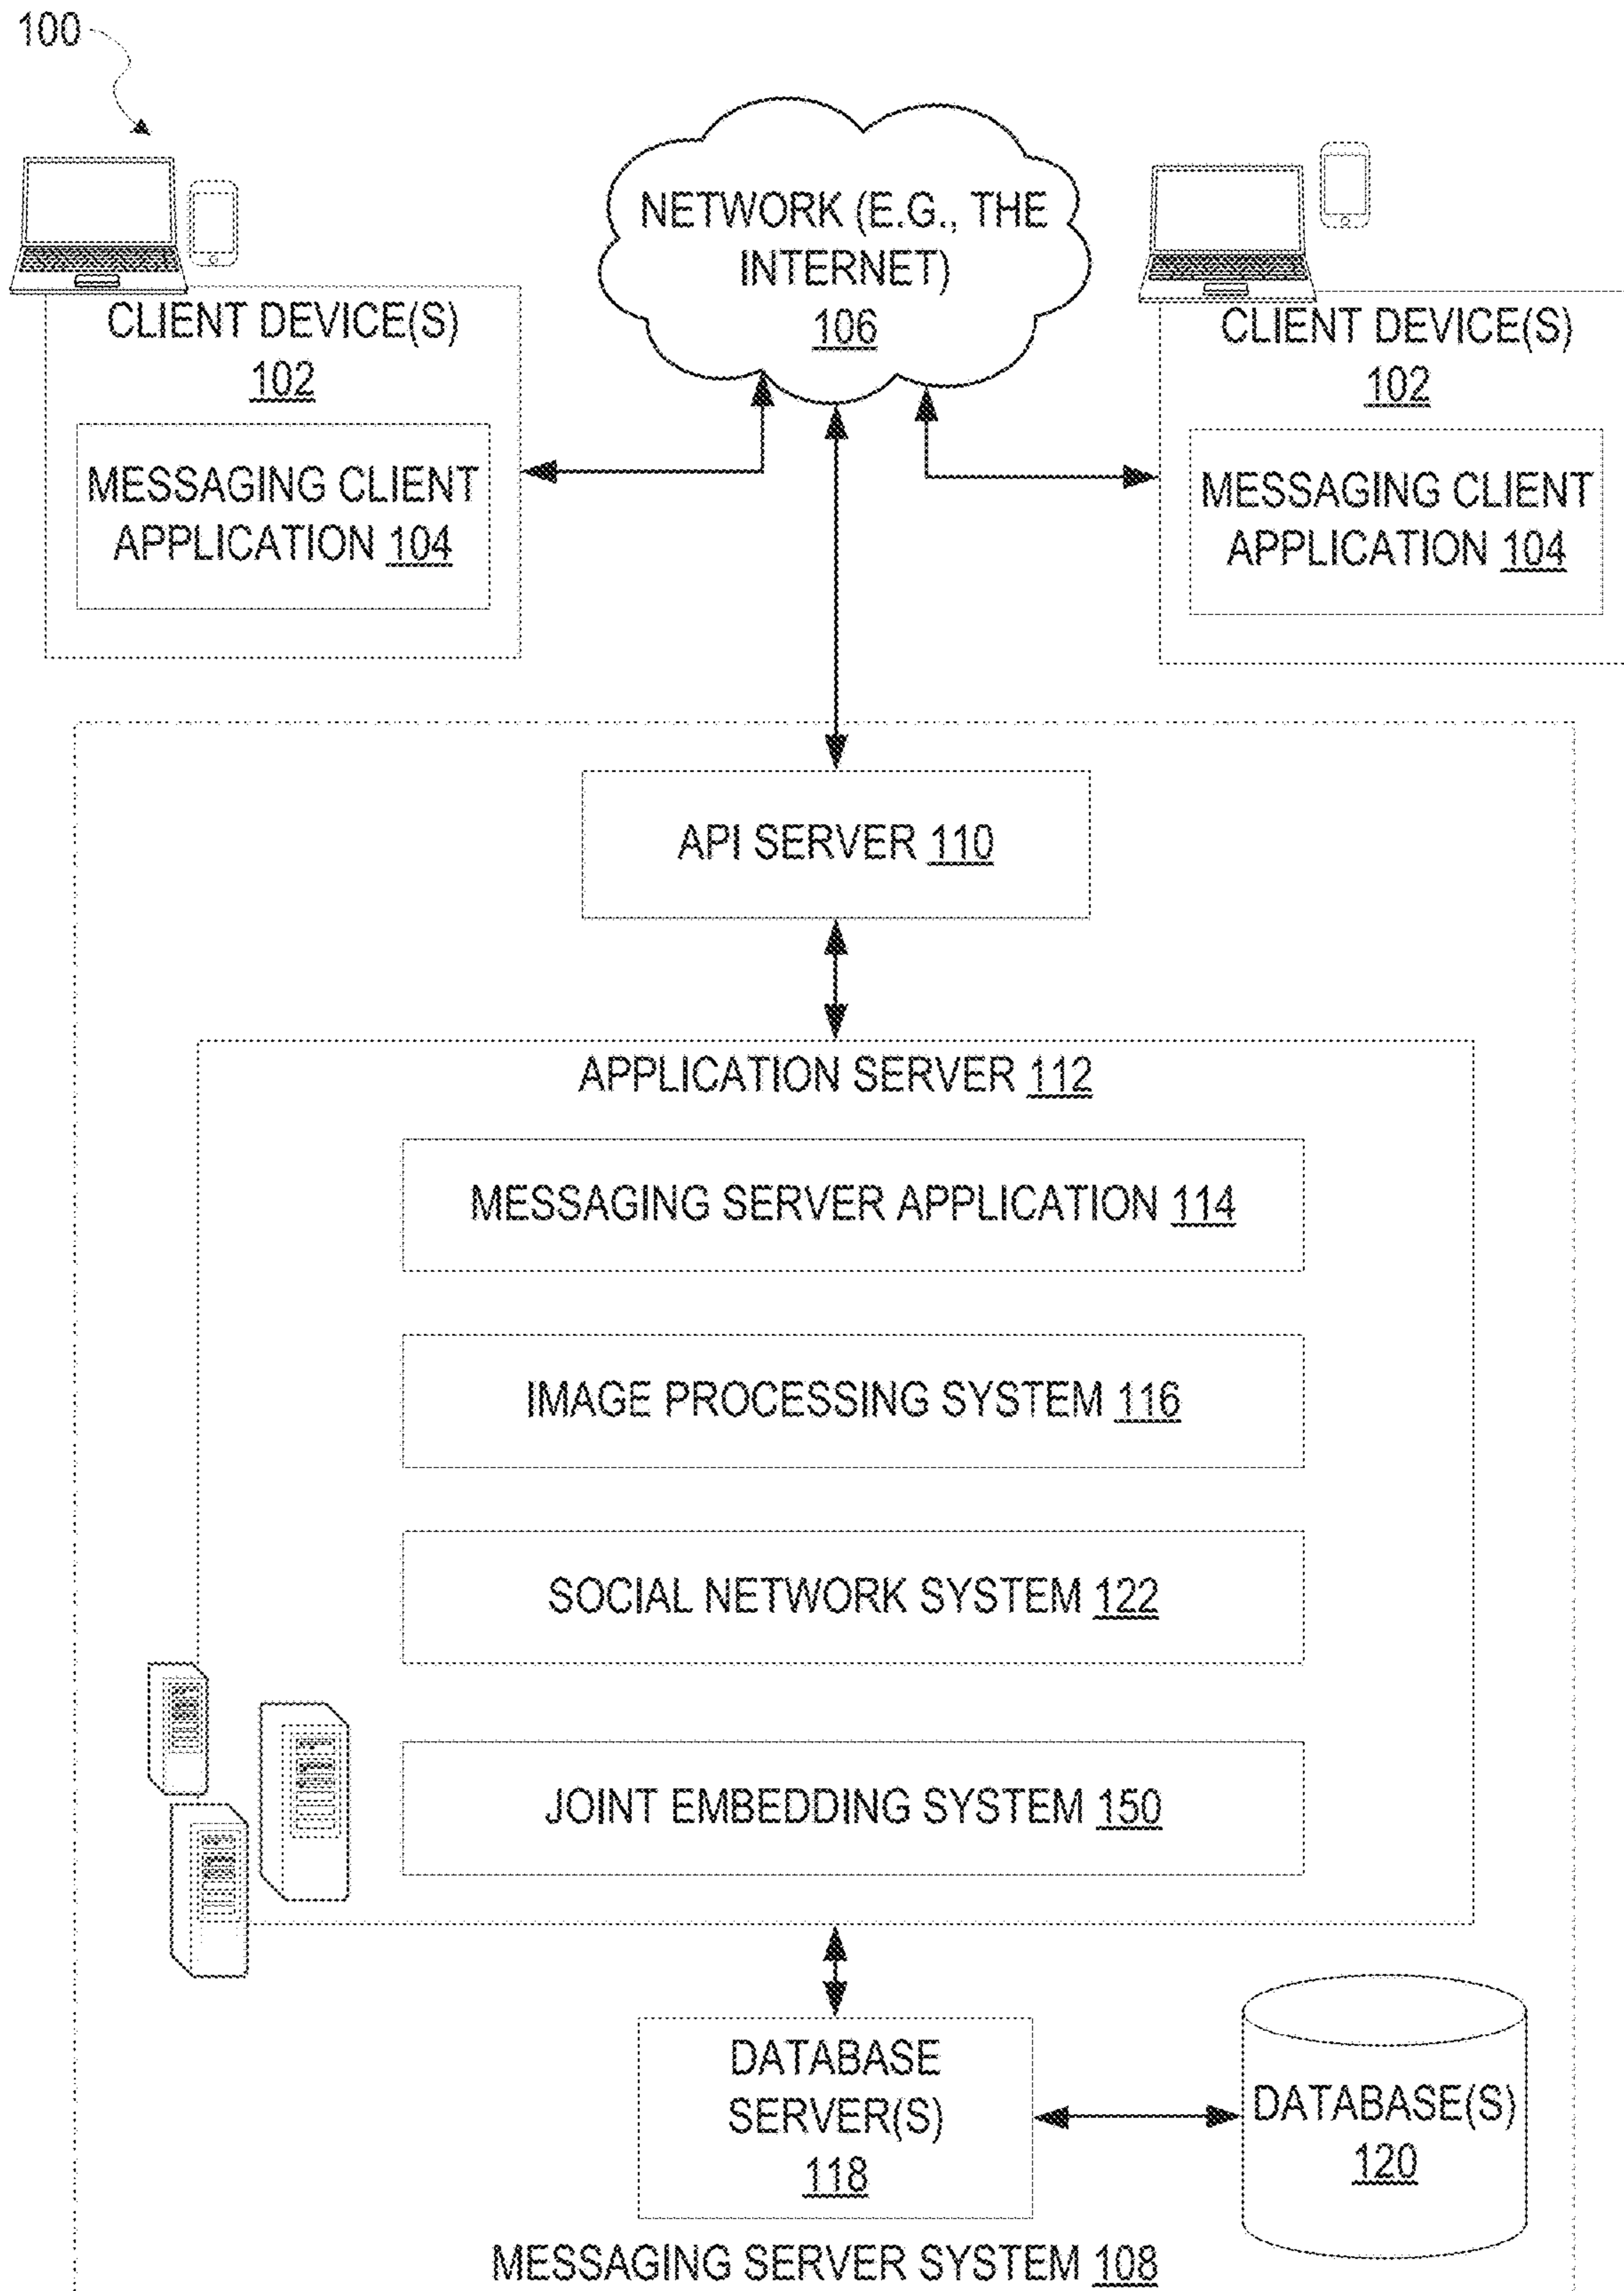 100
NETWORK (E.G., THE
INTERNET)
106
CLIENT DEVICE(S)
102
MESSAGING CLIENT
APPLICATION 104
CLIENT DEVICE(S)
102
MESSAGING CLIENT
APPLICATION 104
API SERVER 110
APPLICATION SERVER 112
MESSAGING SERVER APPLICATION 114
IMAGE PROCESSING SYSTEM 116
SOCIAL NETWORK SYSTEM 122
JOINT EMBEDDING SYSTEM 150
DATABASE
SERVER(S)
118
DATABASE(S)
120
MESSAGING SERVER SYSTEM 108